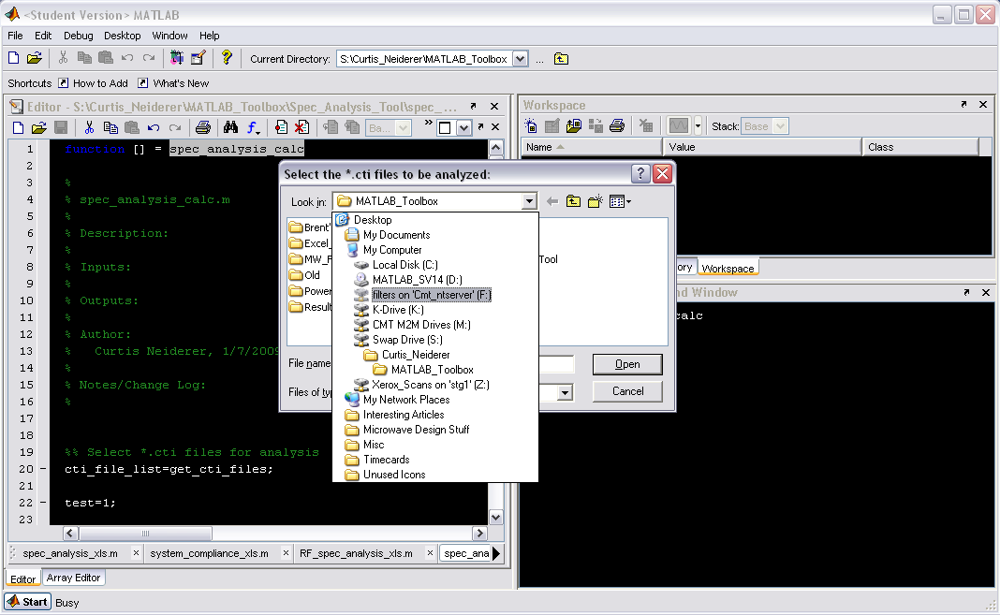 <Student Version> MATLAB
File Edit Debug Desktop Window Help
Current Directory: S:\Curtis_Neiderer\MATLAB_Toolbox ...
Shortcuts How to Add What's New
Editor - S:\Curtis_Neiderer\MATLAB_Toolbox\Spec_Analysis_Tool\spec_...
Ba...
1 function [] = spec_analysis_calc
2
3 %
4 % spec_analysis_calc.m
5 %
6 % Description:
7 %
8 % Inputs:
9 %
10 % Outputs:
11 %
12 % Author:
13 % Curtis Neiderer, 1/7/2009
14 %
15 % Notes/Change Log:
16 %
17
18
19 %% Select *.cti files for analysis
20 - cti_file_list=get_cti_files;
21
22 - test=1;
23
spec_analysis_xls.m × system_compliance_xls.m × RF_spec_analysis_xls.m × spec_ana
Editor Array Editor
Start Busy
Workspace
Stack: Base
Name Value Class
ory Workspace
nd Window
calc
Select the *.cti files to be analyzed:
Look in: MATLAB_Toolbox
Brent'
Excel_
MW_F
Tool
Old
Power
Result
File name
Files of typ
Open
Cancel
Desktop
My Documents
My Computer
Local Disk (C:)
MATLAB_SV14 (D:)
filters on 'Cmt_ntserver' (F:)
K-Drive (K:)
CMT M2M Drives (M:)
Swap Drive (S:)
Curtis_Neiderer
MATLAB_Toolbox
Xerox_Scans on 'stg1' (Z:)
My Network Places
Interesting Articles
Microwave Design Stuff
Misc
Timecards
Unused Icons